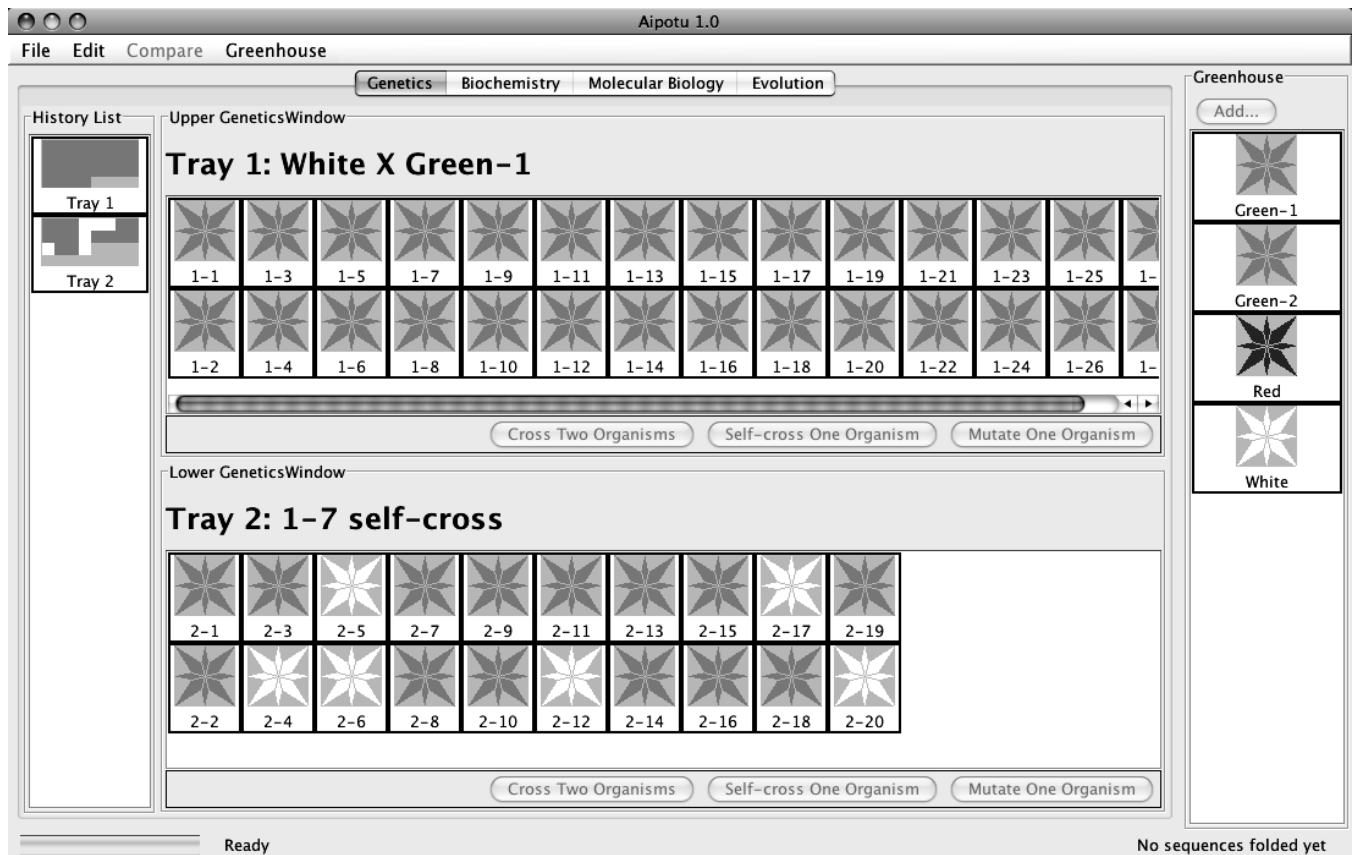 Aipotu 1.0
File Edit Compare Greenhouse
Genetics Biochemistry Molecular Biology Evolution
History List
Tray 1
Tray 2
Upper GeneticsWindow
Tray 1: White X Green-1
1-1 1-3 1-5 1-7 1-9 1-11 1-13 1-15 1-17 1-19 1-21 1-23 1-25 1-
1-2 1-4 1-6 1-8 1-10 1-12 1-14 1-16 1-18 1-20 1-22 1-24 1-26 1-
Cross Two Organisms Self-cross One Organism Mutate One Organism
Lower GeneticsWindow
Tray 2: 1-7 self-cross
2-1 2-3 2-5 2-7 2-9 2-11 2-13 2-15 2-17 2-19
2-2 2-4 2-6 2-8 2-10 2-12 2-14 2-16 2-18 2-20
Cross Two Organisms Self-cross One Organism Mutate One Organism
Greenhouse
Add...
Green-1
Green-2
Red
White
Ready
No sequences folded yet